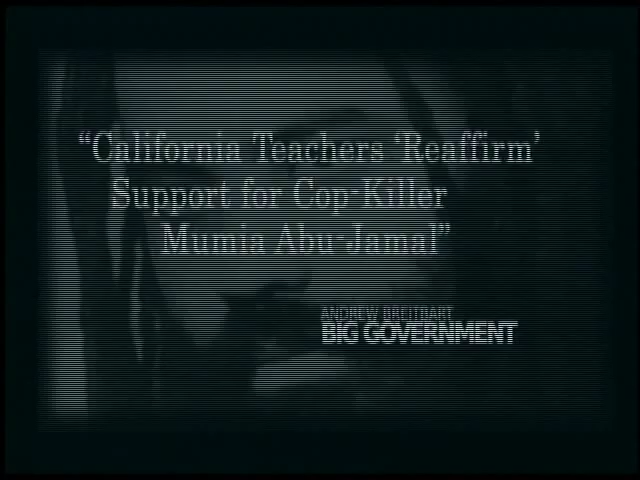 “California Teachers ‘Reaffirm’
Support for Cop-Killer
Mumia Abu-Jamal”
ANDREW BREITBART
BIG GOVERNMENT